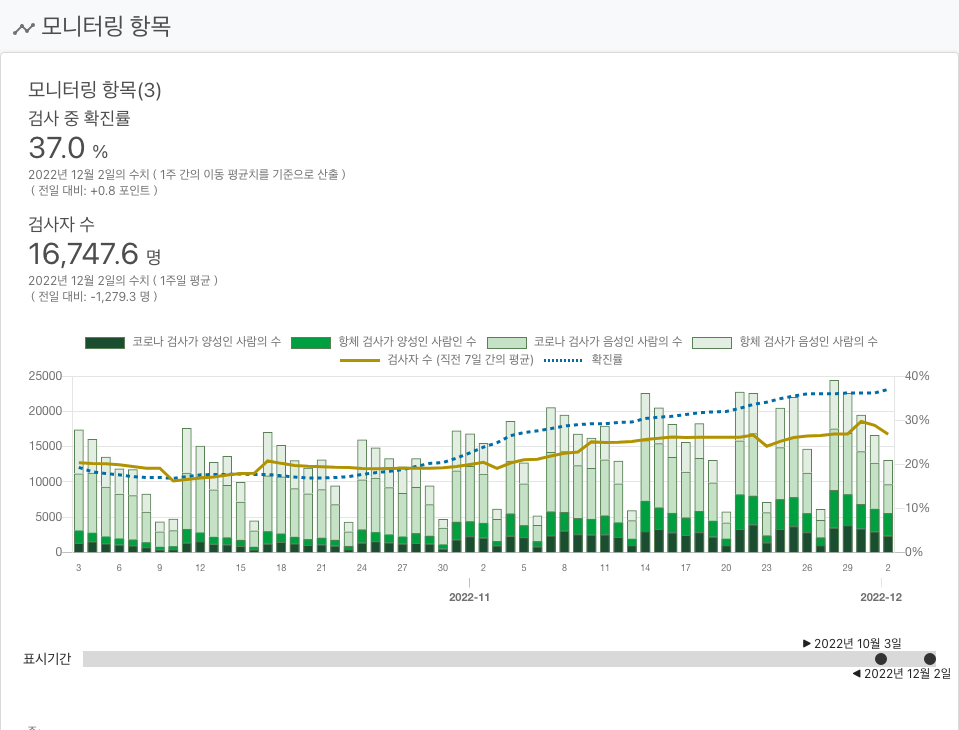 모니터링 항목
모니터링 항목(3)
검사 중 확진률
37.0 %
2022년 12월 2일의 수치 ( 1주 간의 이동 평균치를 기준으로 산출 )
( 전일 대비: +0.8 포인트 )
검사자 수
16,747.6 명
2022년 12월 2일의 수치 ( 1주일 평균 )
( 전일 대비: -1,279.3 명 )
코로나 검사가 양성인 사람의 수 항체 검사가 양성인 사람인 수 코로나 검사가 음성인 사람의 수 항체 검사가 음성인 사람의 수
검사자 수 (직전 7일 간의 평균) 확진률
25000 40%
20000
30%
15000
20%
10000
10%
5000
0 0%
3 6 9 12 15 18 21 24 27 30 2 5 8 11 14 17 20 23 26 29 2
2022-11 2022-12
▶ 2022년 10월 3일
표시기간
◀ 2022년 12월 2일